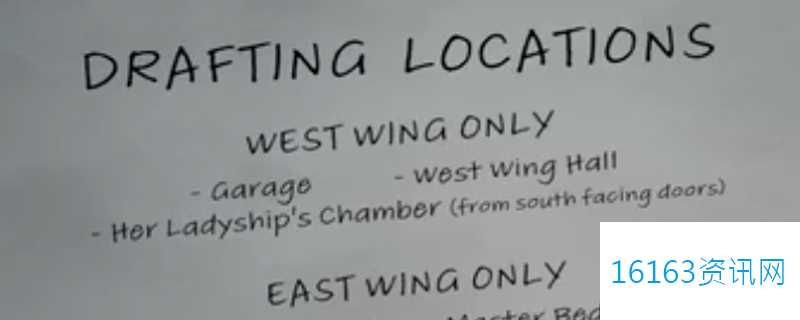 DRAFTING LOCATIONS
WEST WING ONLY
- Garage - West Wing Hall
- Her Ladyship's Chamber (from south facing doors)
EAST WING ONLY
Master
16163资讯网